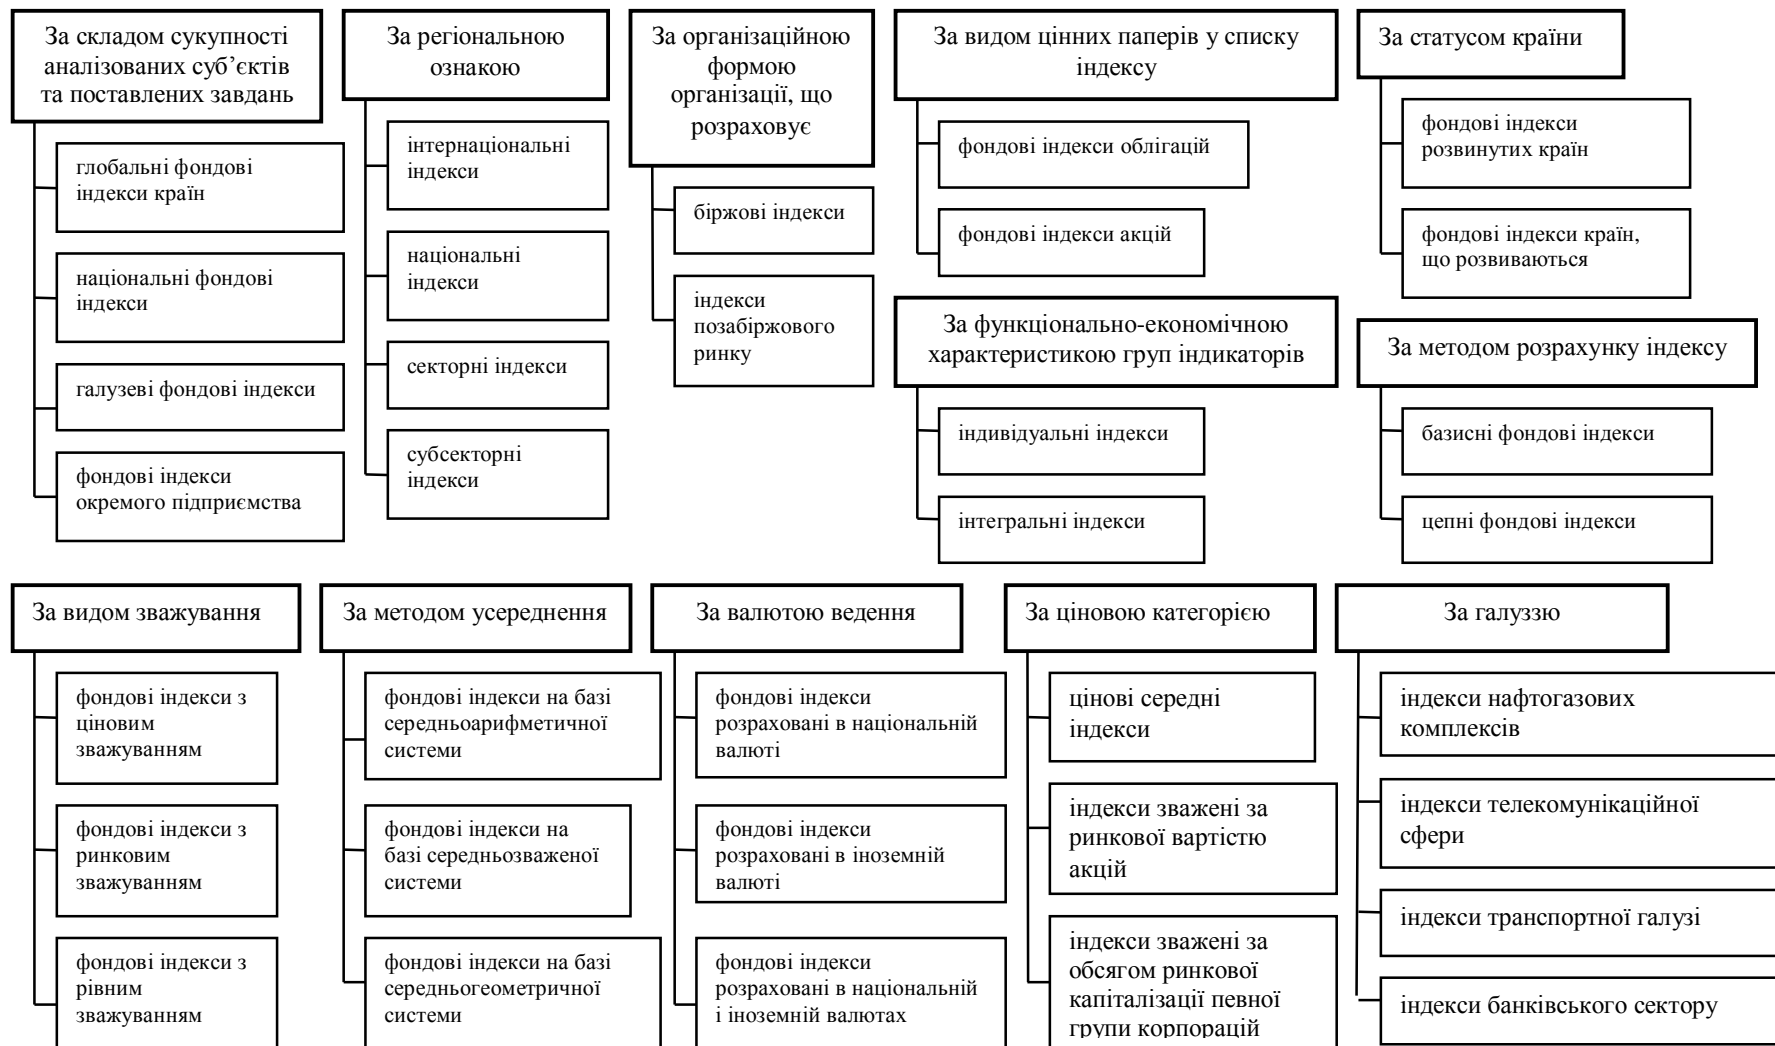 За складом сукупності
аналізованих суб’єктів
та поставлених завдань
глобальні фондові
індекси країн
національні фондові
індекси
галузеві фондові індекси
фондові індекси
окремого підприємства
За регіональною
ознакою
інтернаціональні
індекси
національні
індекси
секторні індекси
субсекторні
індекси
За організаційною
формою
організації, що
розраховує
біржові індекси
індекси
позабіржового
ринку
За видом цінних паперів у списку
індексу
фондові індекси облігацій
фондові індекси акцій
За функціонально-економічною
характеристикою груп індикаторів
індивідуальні індекси
інтегральні індекси
За статусом країни
фондові індекси
розвинутих країн
фондові індекси країн,
що розвиваються
За методом розрахунку індексу
базисні фондові індекси
цепні фондові індекси
За видом зважування
фондові індекси з
ціновим
зважуванням
фондові індекси з
ринковим
зважуванням
фондові індекси з
рівним
зважуванням
За методом усереднення
фондові індекси на базі
середньоарифметичної
системи
фондові індекси на
базі середньозваженої
системи
фондові індекси на базі
середньогеометричної
системи
За валютою ведення
фондові індекси
розраховані в національній
валюті
фондові індекси
розраховані в іноземній
валюті
фондові індекси
розраховані в національній
і іноземній валютах
За ціновою категорією
цінові середні
індекси
індекси зважені за
ринкової вартістю
акцій
індекси зважені за
обсягом ринкової
капіталізації певної
групи корпорацій
За галуззю
індекси нафтогазових
комплексів
індекси телекомунікаційної
сфери
індекси транспортної галузі
індекси банківського сектору